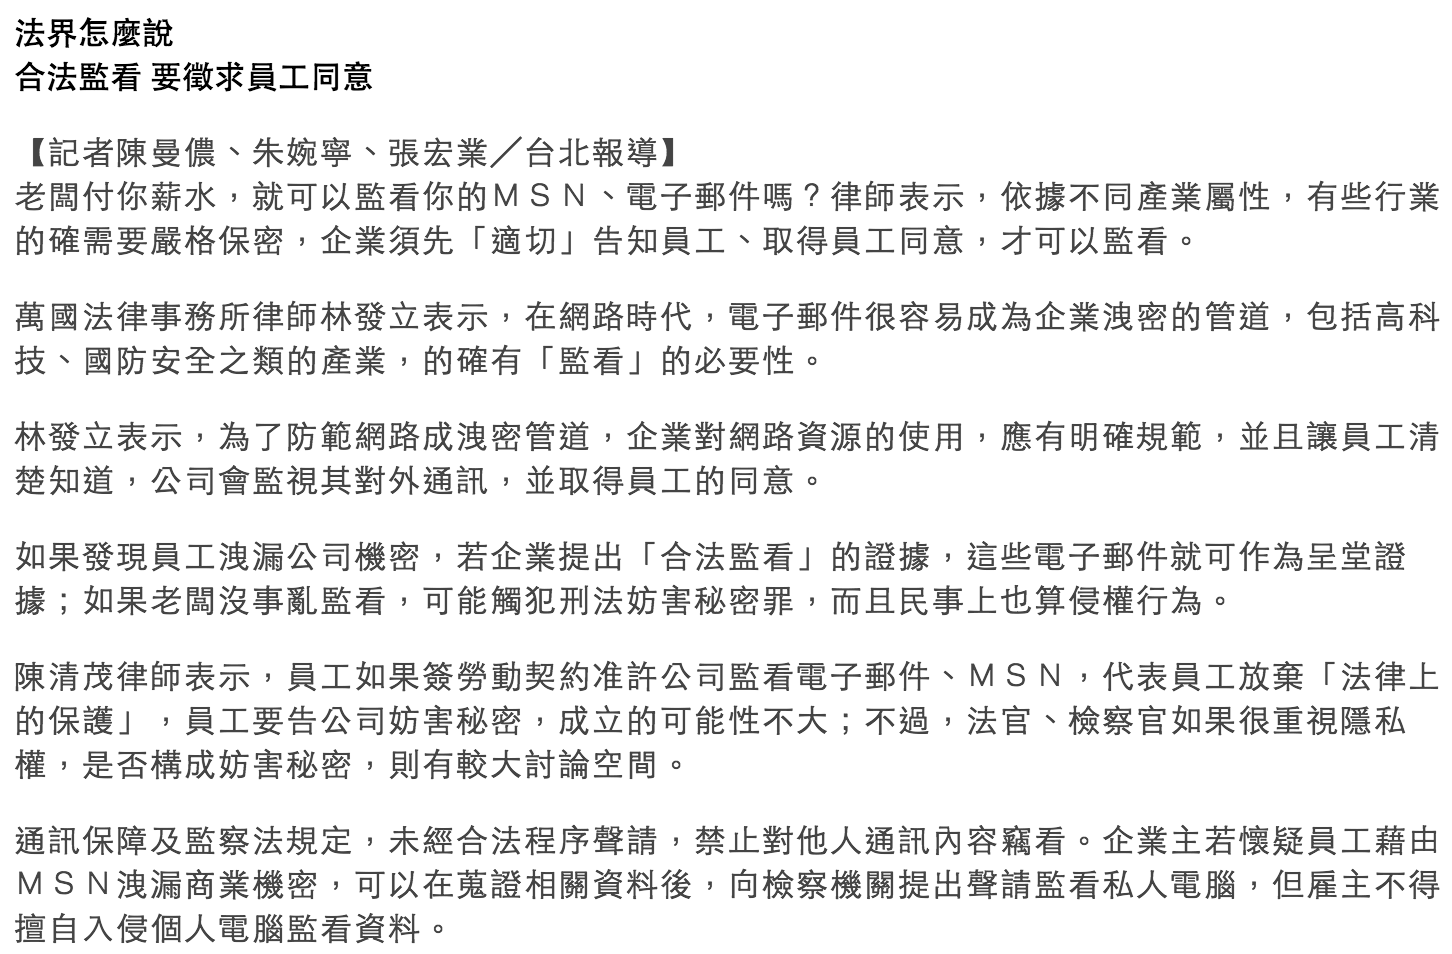 法界怎麼說
合法監看 要徵求員工同意
【記者陳曼儂、朱婉寧、張宏業╱台北報導】
老闆付你薪水，就可以監看你的ＭＳＮ、電子郵件嗎？律師表示，依據不同產業屬性，有些行業
的確需要嚴格保密，企業須先「適切」告知員工、取得員工同意，才可以監看。
萬國法律事務所律師林發立表示，在網路時代，電子郵件很容易成為企業洩密的管道，包括高科
技、國防安全之類的產業，的確有「監看」的必要性。
林發立表示，為了防範網路成洩密管道，企業對網路資源的使用，應有明確規範，並且讓員工清
楚知道，公司會監視其對外通訊，並取得員工的同意。
如果發現員工洩漏公司機密，若企業提出「合法監看」的證據，這些電子郵件就可作為呈堂證
據；如果老闆沒事亂監看，可能觸犯刑法妨害秘密罪，而且民事上也算侵權行為。
陳清茂律師表示，員工如果簽勞動契約准許公司監看電子郵件、ＭＳＮ，代表員工放棄「法律上
的保護」，員工要告公司妨害秘密，成立的可能性不大；不過，法官、檢察官如果很重視隱私
權，是否構成妨害秘密，則有較大討論空間。
通訊保障及監察法規定，未經合法程序聲請，禁止對他人通訊內容竊看。企業主若懷疑員工藉由
ＭＳＮ洩漏商業機密，可以在蒐證相關資料後，向檢察機關提出聲請監看私人電腦，但雇主不得
擅自入侵個人電腦監看資料。